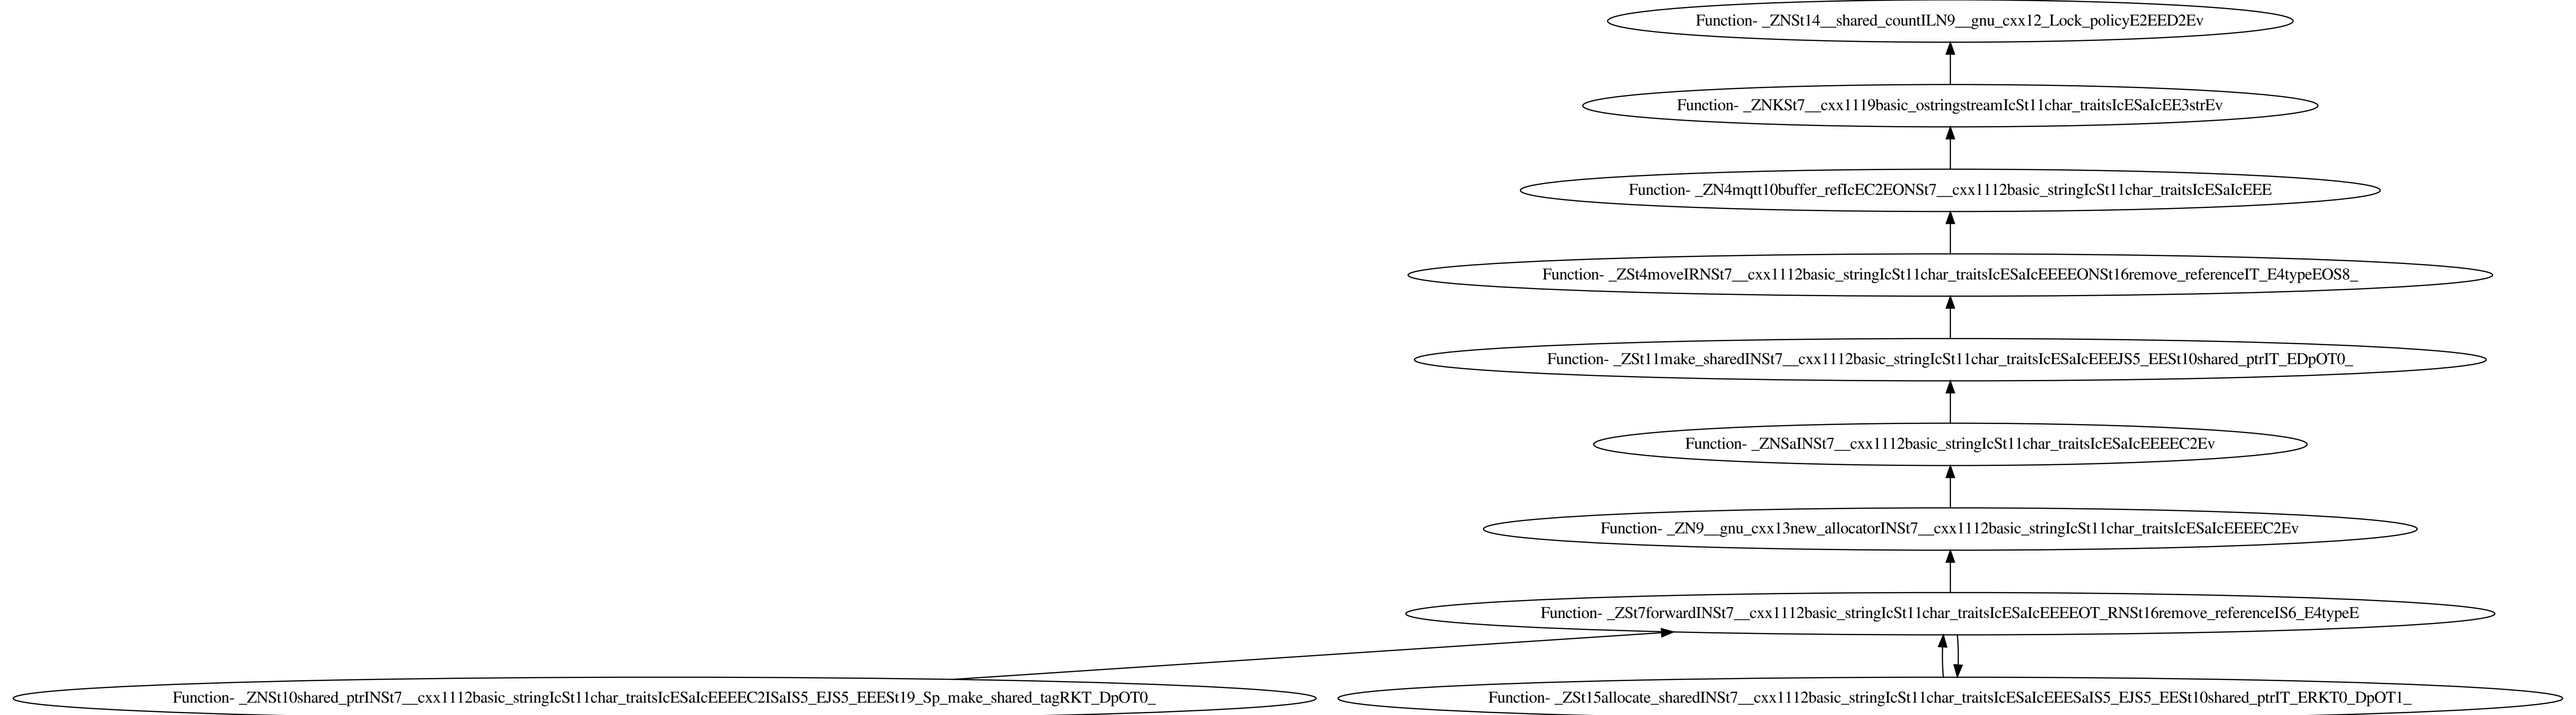 Function- _ZNSt14__shared_countILN9__gnu_cxx12_Lock_policyE2EED2Ev
Function- _ZNKSt7__cxx1119basic_ostringstreamIcSt11char_traitsIcESaIcEE3strEv
Function- _ZN4mqtt10buffer_refIcEC2EONSt7__cxx1112basic_stringIcSt11char_traitsIcESaIcEEE
Function- _ZSt4moveIRNSt7__cxx1112basic_stringIcSt11char_traitsIcESaIcEEEEONSt16remove_referenceIT_E4typeEOS8_
Function- _ZSt11make_sharedINSt7__cxx1112basic_stringIcSt11char_traitsIcESaIcEEEJS5_EESt10shared_ptrIT_EDpOT0_
Function- _ZNSaINSt7__cxx1112basic_stringIcSt11char_traitsIcESaIcEEEEC2Ev
Function- _ZN9__gnu_cxx13new_allocatorINSt7__cxx1112basic_stringIcSt11char_traitsIcESaIcEEEEC2Ev
Function- _ZSt7forwardINSt7__cxx1112basic_stringIcSt11char_traitsIcESaIcEEEEOT_RNSt16remove_referenceIS6_E4typeE
Function- _ZNSt10shared_ptrINSt7__cxx1112basic_stringIcSt11char_traitsIcESaIcEEEEC2ISaIS5_EJS5_EEESt19_Sp_make_shared_tagRKT_DpOT0_
Function- _ZSt15allocate_sharedINSt7__cxx1112basic_stringIcSt11char_traitsIcESaIcEEESaIS5_EJS5_EESt10shared_ptrIT_ERKT0_DpOT1_